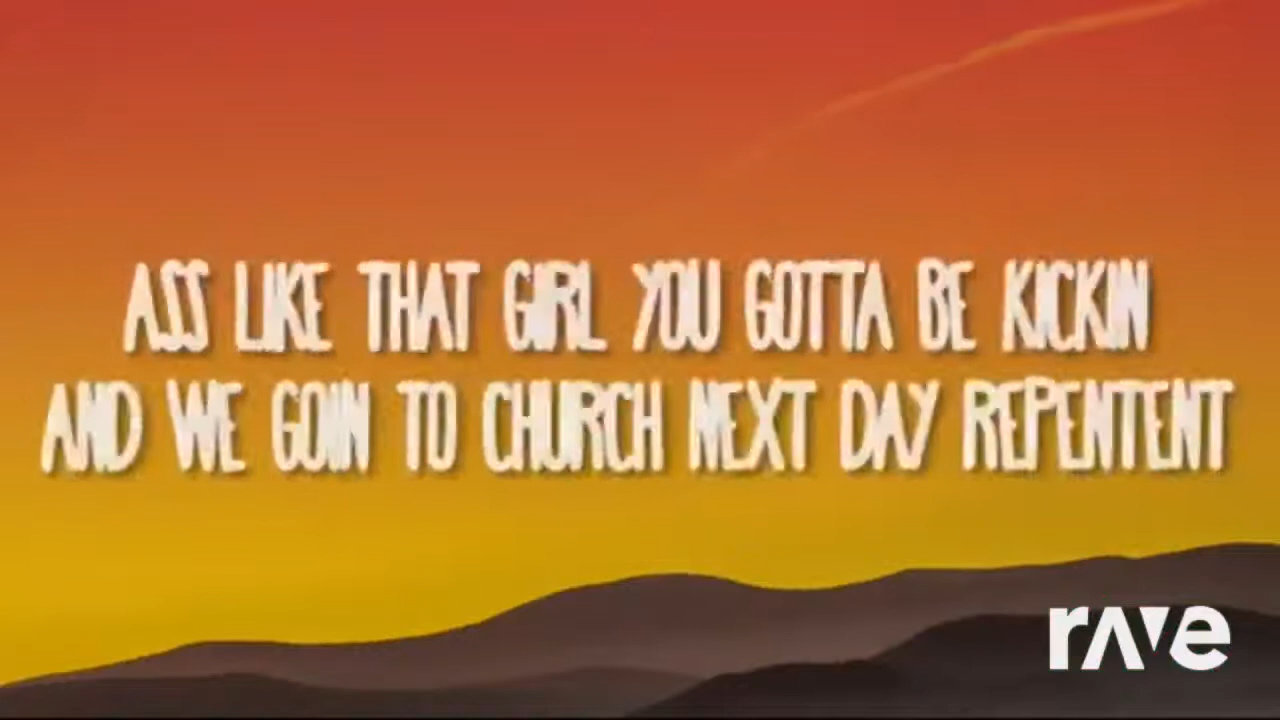 ASS LIKE THAT GIRL YOU GOTTA BE KICKIN
AND WE GOIN TO CHURCH NEXT DAY REPENTENT
rave